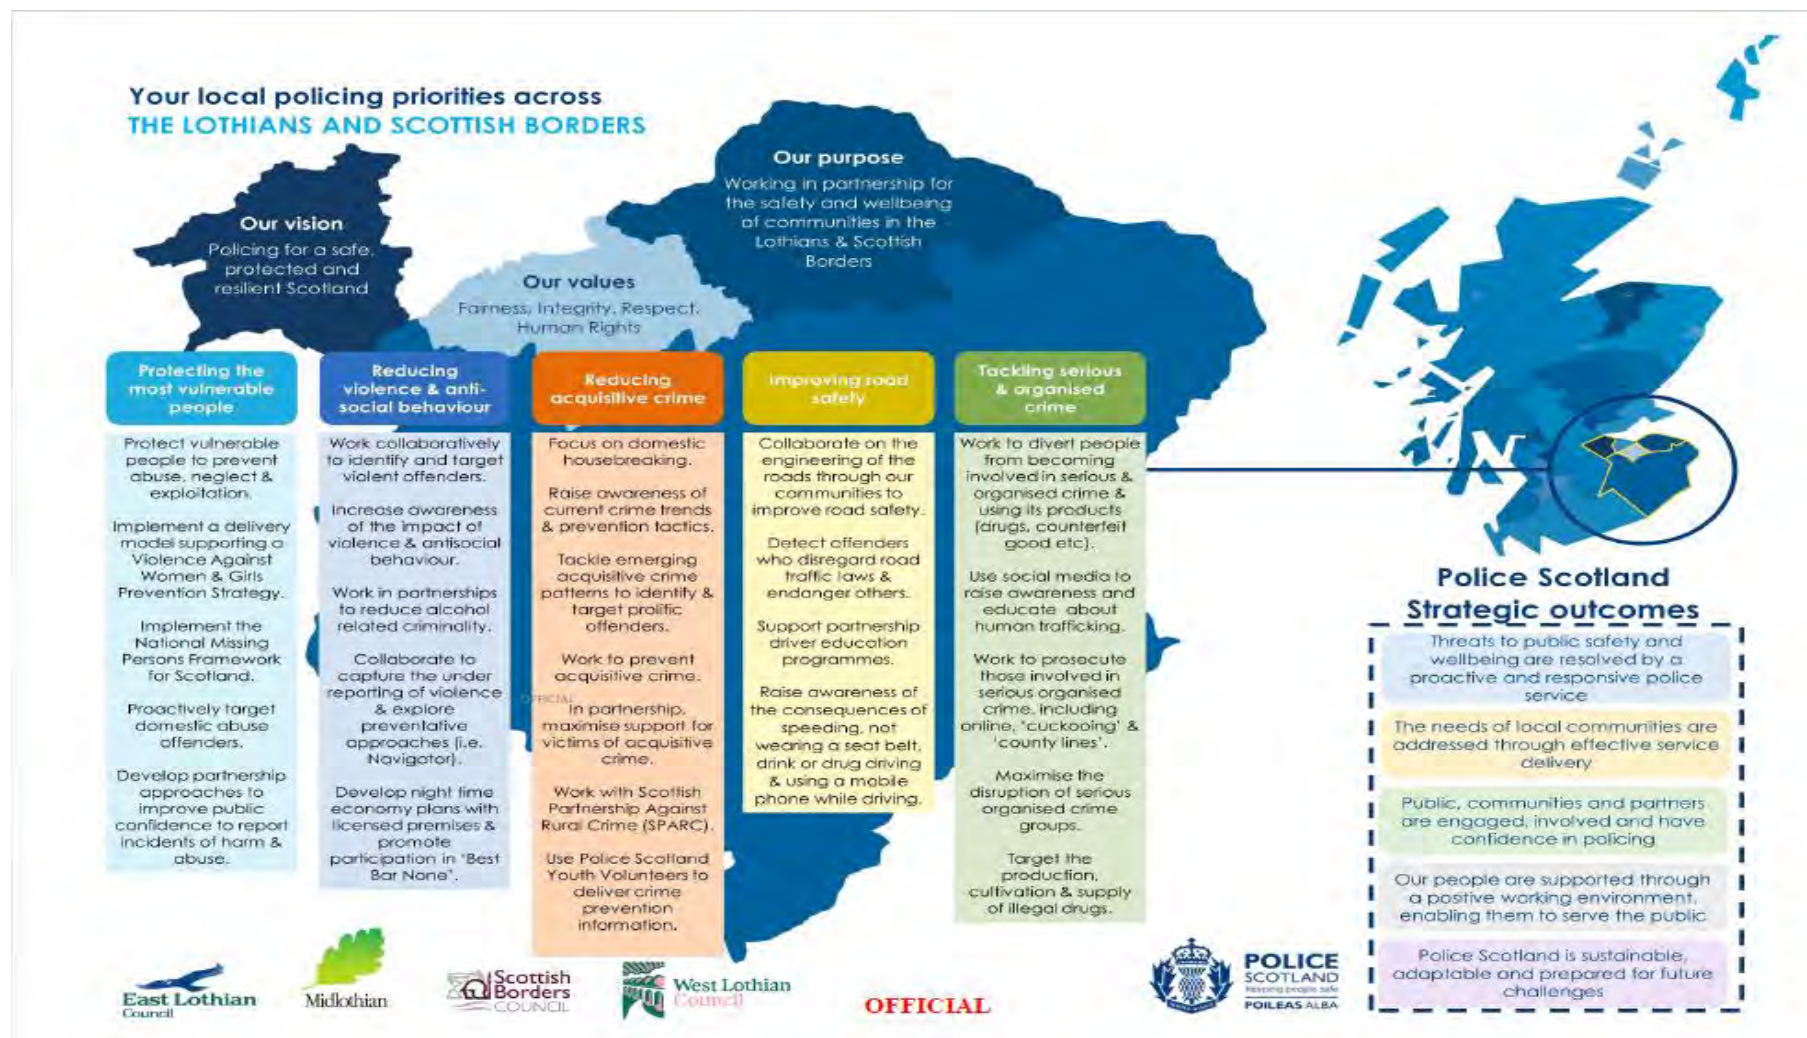 Your local policing priorities across
THE LOTHIANS AND SCOTTISH BORDERS
Our vision
Policing for a safe,
protected and
resilient Scotland
Our values
Fairness, Integrity, Respect,
Human Rights
Our purpose
Working in partnership for
the safety and wellbeing
of communities in the
Lothians & Scottish
Borders
Protecting the
most vulnerable
people
Protect vulnerable
people to prevent
abuse, neglect &
exploitation.
Implement a delivery
model supporting a
Violence Against
Women & Girls
Prevention Strategy.
Implement the
National Missing
Persons Framework
for Scotland.
Proactively target
domestic abuse
offenders.
Develop partnership
approaches to
improve public
confidence to report
incidents of harm &
abuse.
Reducing
violence & anti-
social behaviour
Work collaboratively
to identify and target
violent offenders.
Increase awareness
of the impact of
violence & antisocial
behaviour.
Work in partnerships
to reduce alcohol
related criminality.
Collaborate to
capture the under
reporting of violence
& explore
preventative
approaches (i.e.
Navigator).
Develop night time
economy plans with
licensed premises &
promote
participation in 'Best
Bar None'.
Reducing
acquisitive crime
Focus on domestic
housebreaking.
Raise awareness of
current crime trends
& prevention tactics.
Tackle emerging
acquisitive crime
patterns to identify &
target prolific
offenders.
Work to prevent
acquisitive crime.
OFFICIAL
In partnership,
maximise support for
victims of acquisitive
crime.
Work with Scottish
Partnership Against
Rural Crime (SPARC).
Use Police Scotland
Youth Volunteers to
deliver crime
prevention
information.
Improving road
safety
Collaborate on the
engineering of the
roads through our
communities to
improve road safety.
Detect offenders
who disregard road
traffic laws &
endanger others.
Support partnership
driver education
programmes.
Raise awareness of
the consequences of
speeding, not
wearing a seat belt,
drink or drug driving
& using a mobile
phone while driving.
Tackling serious
& organised
crime
Work to divert people
from becoming
involved in serious &
organised crime &
using its products
(drugs, counterfeit
good etc).
Use social media to
raise awareness and
educate about
human trafficking.
Work to prosecute
those involved in
serious organised
crime, including
online, 'cuckooing' &
'county lines'.
Maximise the
disruption of serious
organised crime
groups.
Target the
production,
cultivation & supply
of illegal drugs.
Police Scotland
Strategic outcomes
Threats to public safety and
wellbeing are resolved by a
proactive and responsive police
service
The needs of local communities are
addressed through effective service
delivery
Public, communities and partners
are engaged, involved and have
confidence in policing
Our people are supported through
a positive working environment,
enabling them to serve the public
Police Scotland is sustainable,
adaptable and prepared for future
challenges
East Lothian
Council
Midlothian
Scottish
Borders
COUNCIL
West Lothian
Council
OFFICIAL
POLICE
SCOTLAND
Keeping people safe
POILEAS ALBA